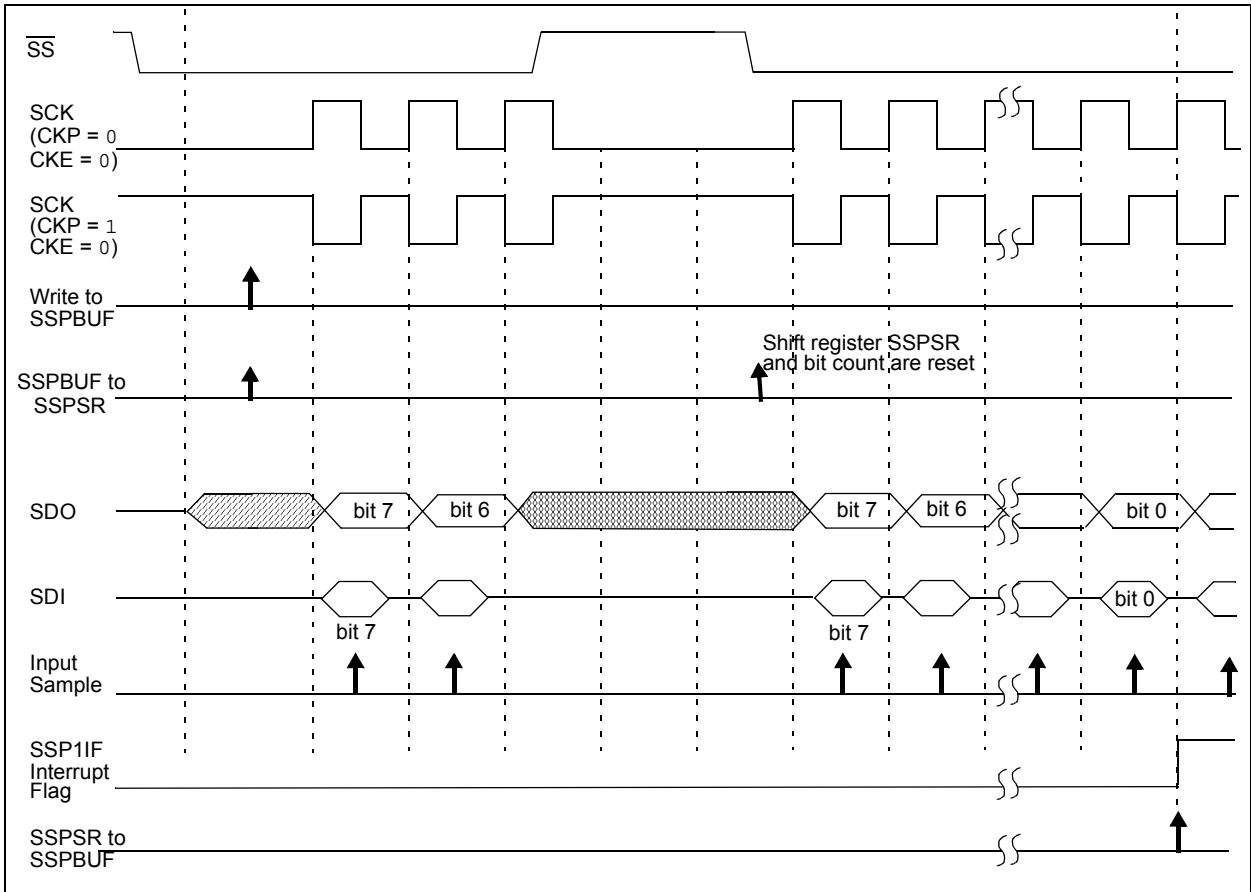 SS
SCK
(CKP = 0
CKE = 0)
SCK
(CKP = 1
CKE = 0)
Write to
SSPBUF
Shift register SSPSR
and bit count are reset
SSPBUF to
SSPSR
SDO
bit 7
bit 6
bit 7
bit 6
bit 0
SDI
bit 0
bit 7
bit 7
Input
Sample
SSP1IF
Interrupt
Flag
SSPSR to
SSPBUF